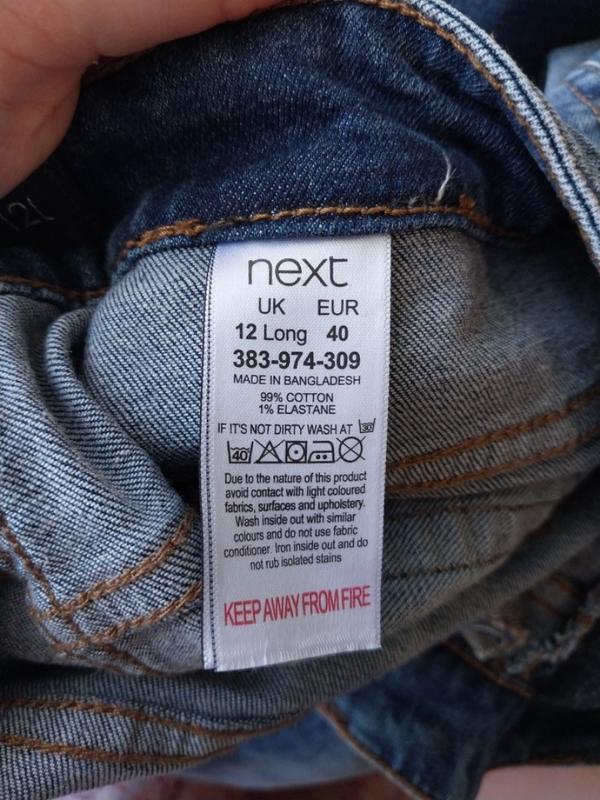 12L
next
UK EUR
12 Long 40
383-974-309
MADE IN BANGLADESH
99% COTTON
1% ELASTANE
IF IT'S NOT DIRTY WASH AT 30°
40°
Due to the nature of this product
avoid contact with light coloured
fabrics, surfaces and upholstery.
Wash inside out with similar
colours and do not use fabric
conditioner. Iron inside out and do
not rub isolated stains
KEEP AWAY FROM FIRE